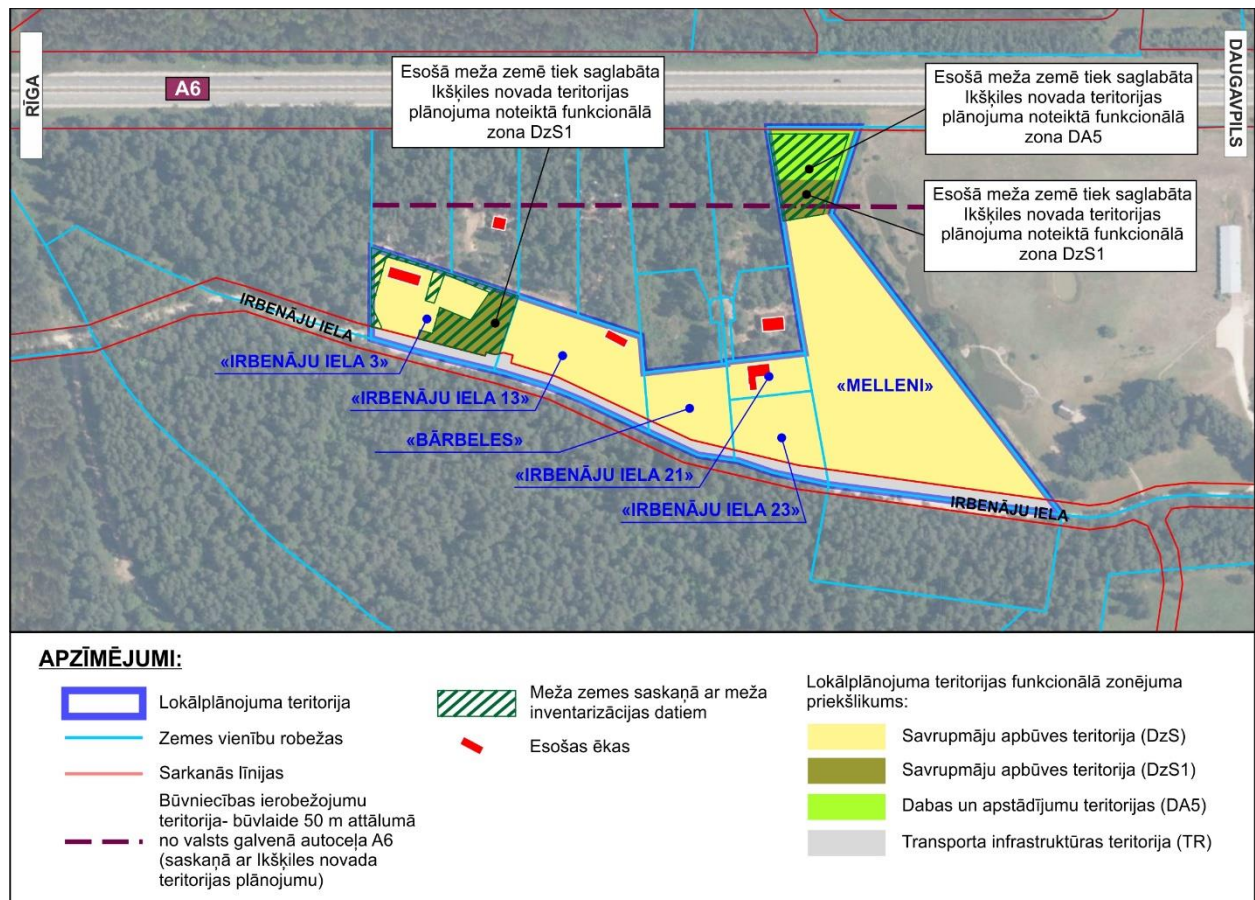 RĪGA
A6
DAUGAVPILS
Esošā meža zemē tiek saglabāta
Ikšķiles novada teritorijas
plānojuma noteiktā funkcionālā
zona DzS1
Esošā meža zemē tiek saglabāta
Ikšķiles novada teritorijas
plānojuma noteiktā funkcionālā
zona DA5
Esošā meža zemē tiek saglabāta
Ikšķiles novada teritorijas
plānojuma noteiktā funkcionālā
zona DzS1
IRBENĀJU IELA
«IRBENĀJU IELA 3»
«IRBENĀJU IELA 13»
«BĀRBELES»
«IRBENĀJU IELA 21»
«IRBENĀJU IELA 23»
«MELLENI»
IRBENĀJU IELA
APZĪMĒJUMI:
Lokālplānojuma teritorija
Zemes vienību robežas
Sarkanās līnijas
Būvniecības ierobežojumu
teritorija- būvlaide 50 m attālumā
no valsts galvenā autoceļa A6
(saskaņā ar Ikšķiles novada
teritorijas plānojumu)
Meža zemes saskaņā ar meža
inventarizācijas datiem
Esošas ēkas
Lokālplānojuma teritorijas funkcionālā zonējuma
priekšlikums:
Savrupmāju apbūves teritorija (DzS)
Savrupmāju apbūves teritorija (DzS1)
Dabas un apstādījumu teritorijas (DA5)
Transporta infrastruktūras teritorija (TR)